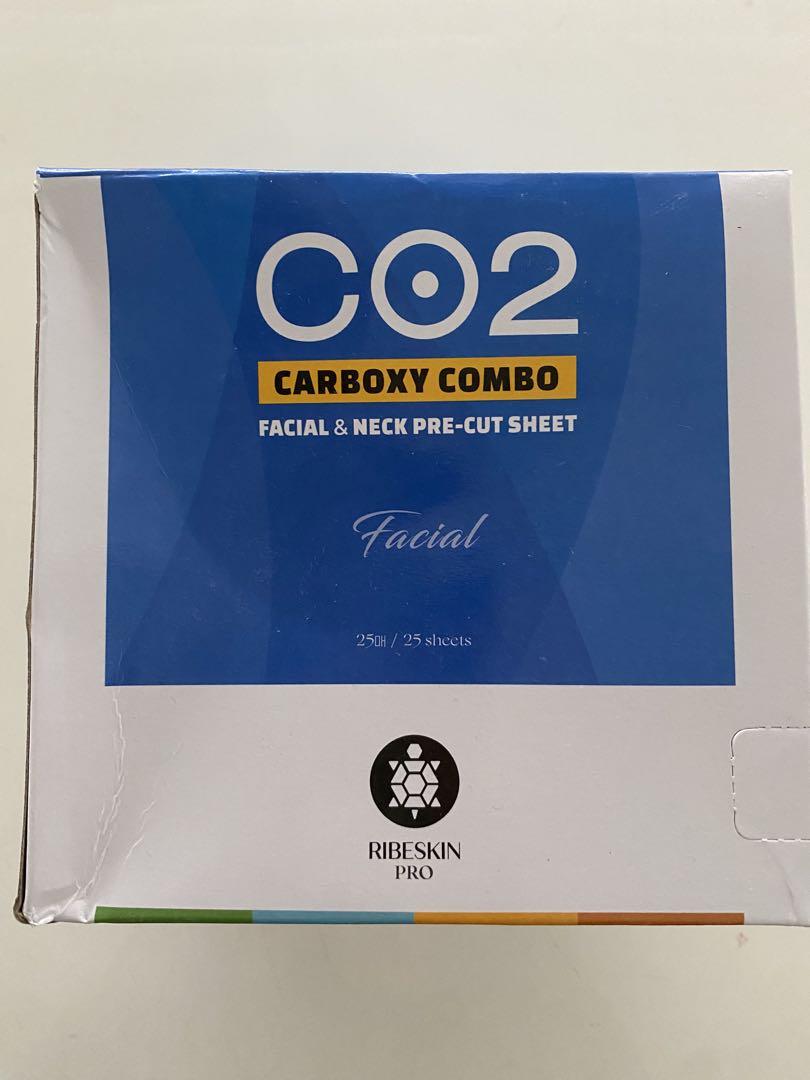 CO2
CARBOXY COMBO
FACIAL & NECK PRE-CUT SHEET
Facial
25매 / 25 sheets
RIBESKIN
PRO